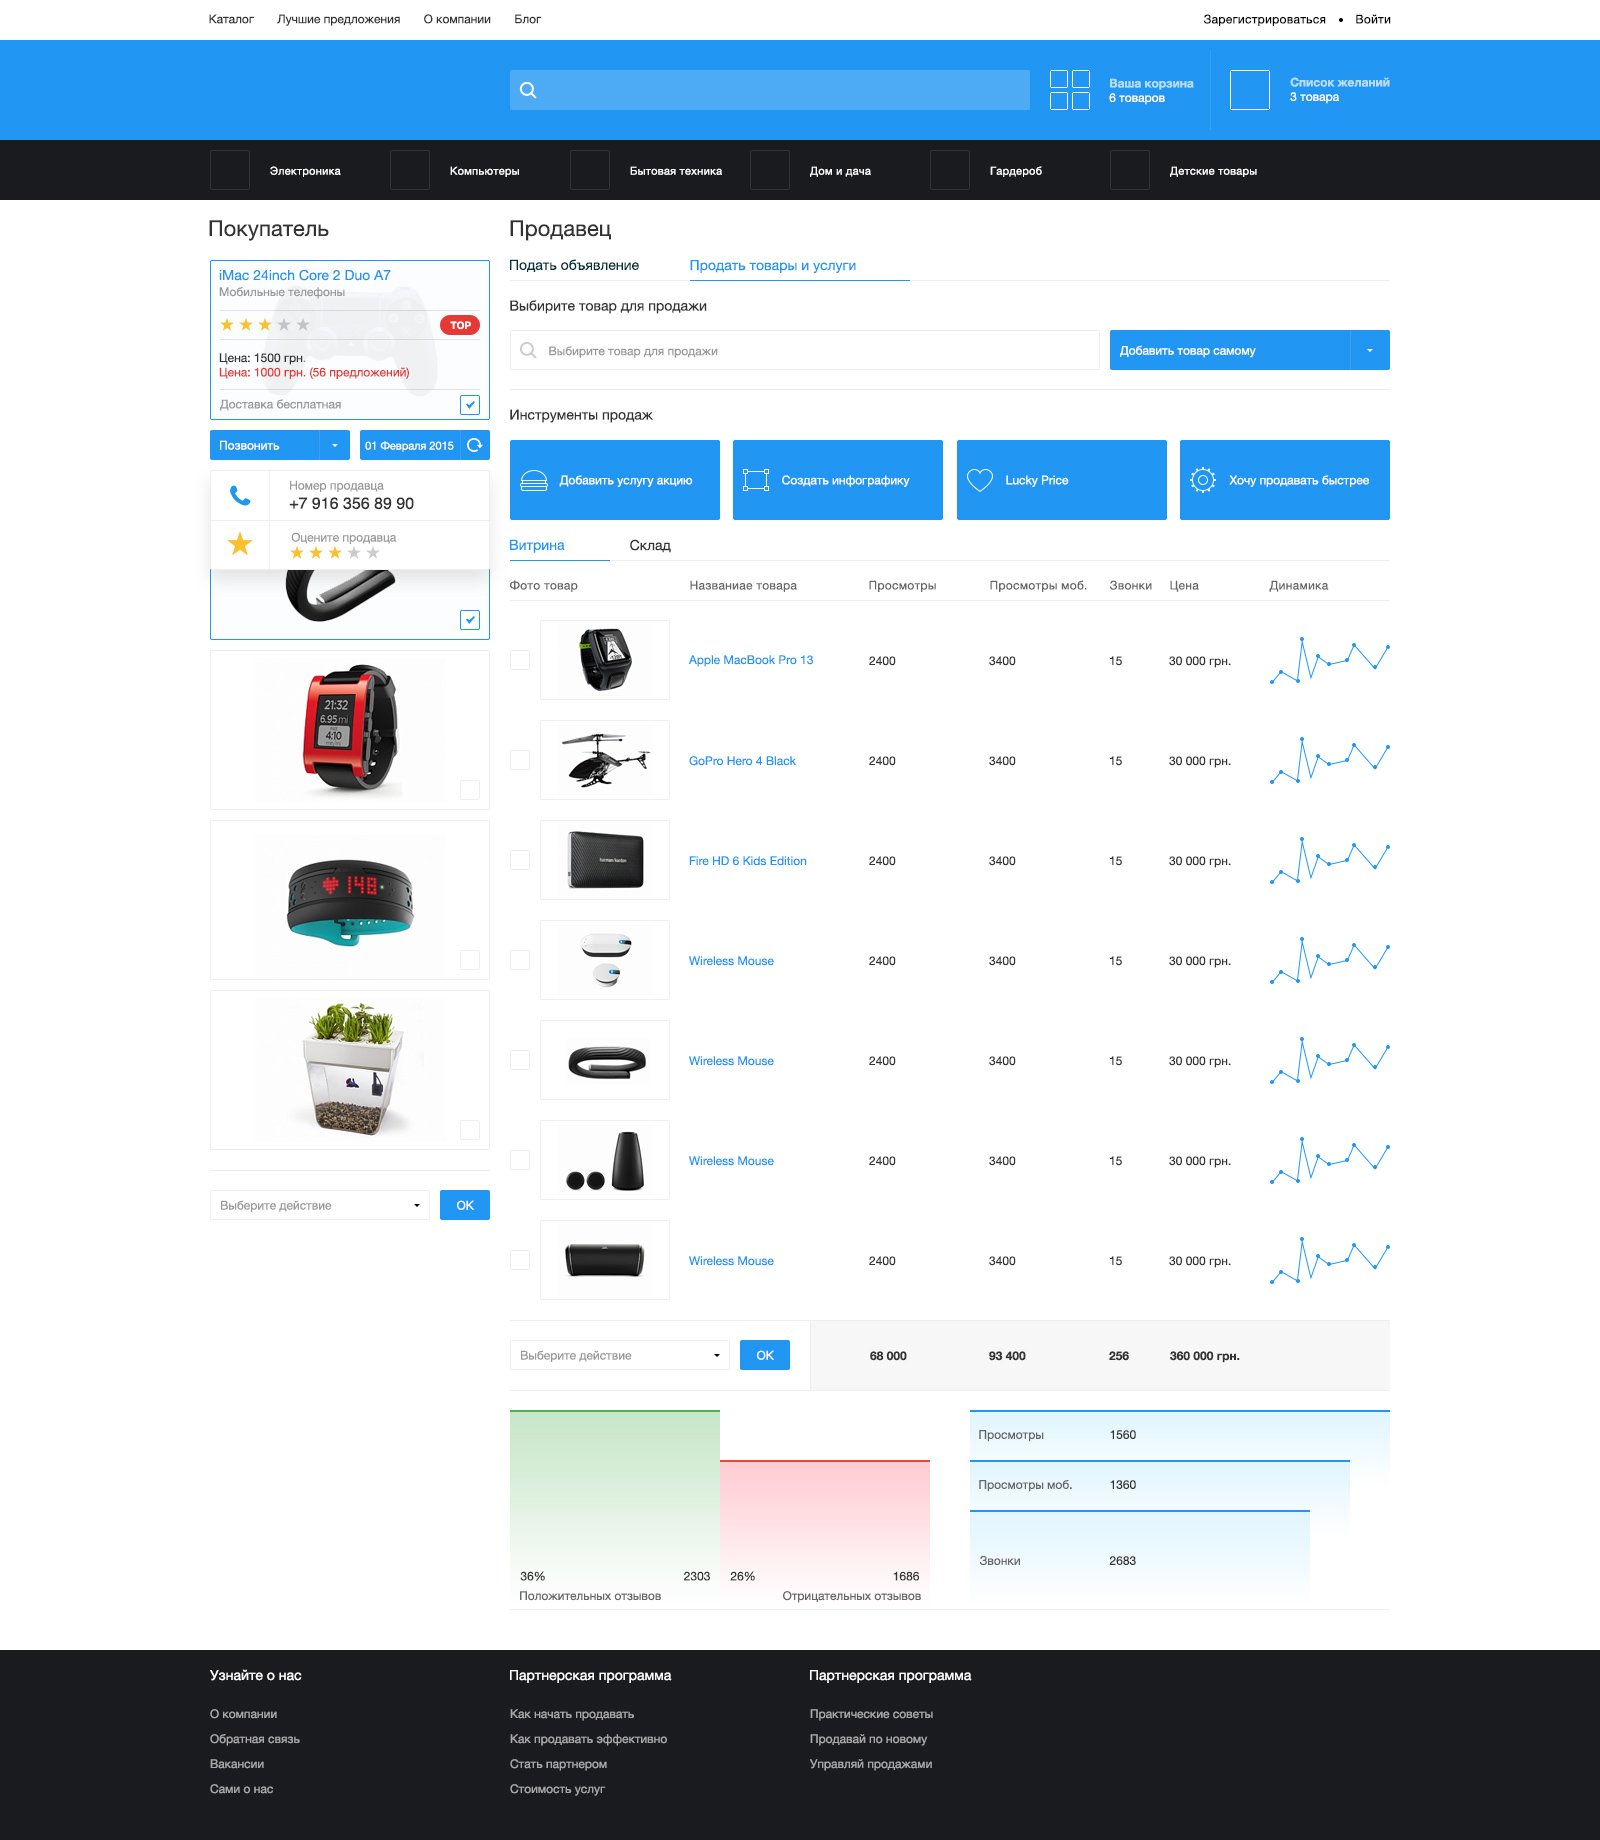 Каталог
Лучшие предложения
О компании
Блог
Зарегистрироваться • Войти
Ваша корзина
6 товаров
Список желаний
3 товара
Электроника
Компьютеры
Бытовая техника
Дом и дача
Гардероб
Детские товары
Покупатель
iMac 24inch Core 2 Duo A7
Мобильные телефоны
TOP
Цена: 1500 грн.
Цена: 1000 грн. (56 предложений)
Доставка бесплатная
Позвонить
01 Февраля 2015
Номер продавца
+7 916 356 89 90
Оцените продавца
21:32
6.95 mi
4:10
148
Выберите действие
OK
Продавец
Подать объявление
Продать товары и услуги
Выбирите товар для продажи
Выбирите товар для продажи
Добавить товар самому
Инструменты продаж
Добавить услугу акцию
Создать инфографику
Lucky Price
Хочу продавать быстрее
Витрина
Склад
Фото товар Названиае товара Просмотры Просмотры моб. Звонки Цена Динамика
Apple MacBook Pro 13 2400 3400 15 30 000 грн.
GoPro Hero 4 Black 2400 3400 15 30 000 грн.
harman/kardon
Fire HD 6 Kids Edition 2400 3400 15 30 000 грн.
Wireless Mouse 2400 3400 15 30 000 грн.
Wireless Mouse 2400 3400 15 30 000 грн.
Wireless Mouse 2400 3400 15 30 000 грн.
Wireless Mouse 2400 3400 15 30 000 грн.
Выберите действие
OK
68 000 93 400 256 360 000 грн.
36% 2303
Положительных отзывов
26% 1686
Отрицательных отзывов
Просмотры 1560
Просмотры моб. 1360
Звонки 2683
Узнайте о нас
О компании
Обратная связь
Вакансии
Сами о нас
Партнерская программа
Как начать продавать
Как продавать эффективно
Стать партнером
Стоимость услуг
Партнерская программа
Практические советы
Продавай по новому
Управляй продажами